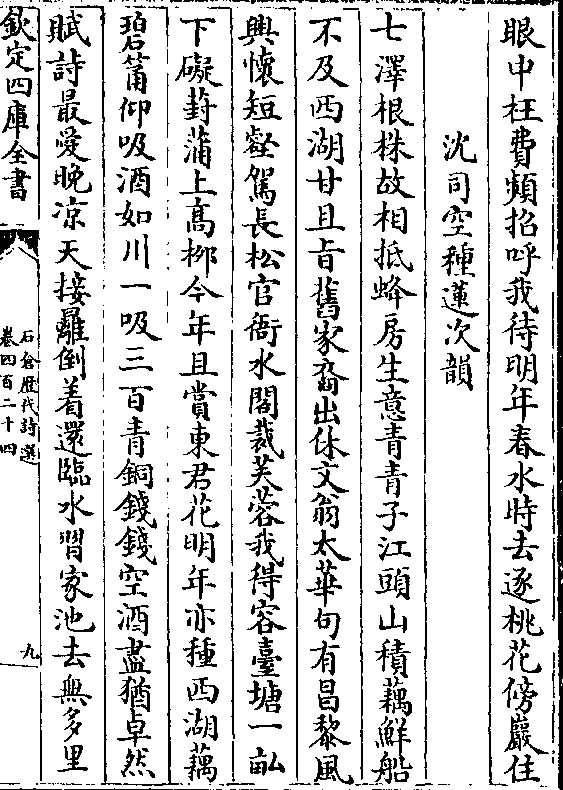 眼中枉費頻招呼我待明年春水時去逐桃花傍巖住
沈司空種蓮次韻
七澤根株故相抵蜂房生意青青子江頭山積藕鮮船
不及西湖甘且旨舊家裔出休文翁太華句有昌黎風
興懷短壑駕長松官衙水閣裁芙蓉我得容臺塘一畝
下礙葑蒲上高柳今年且賞東君花明年亦種西湖藕
碧筩仰吸酒如川一吸三百青銅錢錢空酒盡猶卓然
賦詩最愛晚凉天接䍦倒着還臨水習家池去無多里
欽定四庫全書
石倉歷代詩選
卷四百二十四
九